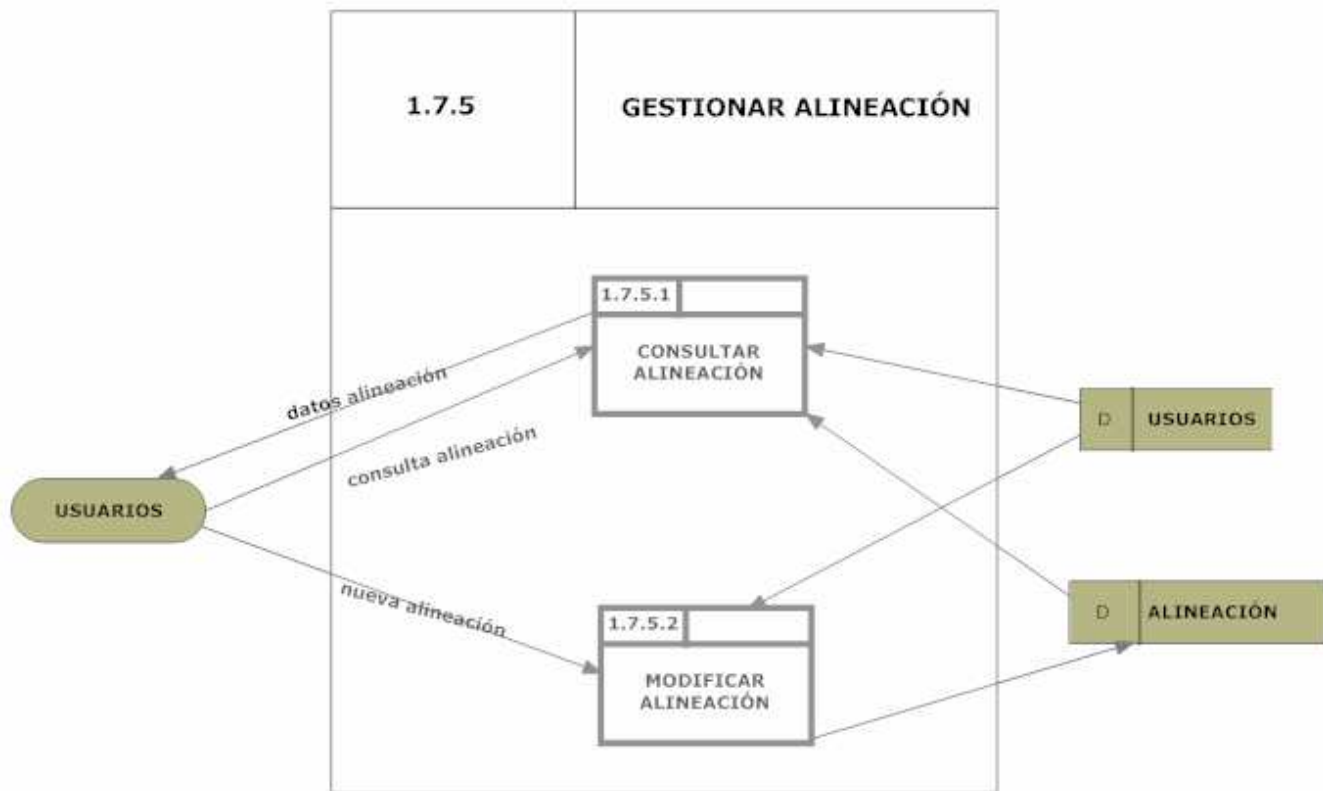 1.7.5
GESTIONAR ALINEACIÓN
1.7.5.1
CONSULTAR
ALINEACIÓN
datos alineación
consulta alineación
D USUARIOS
USUARIOS
nueva alineación
D ALINEACIÓN
1.7.5.2
MODIFICAR
ALINEACIÓN